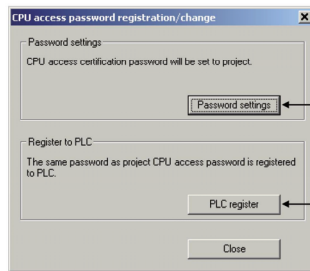 CPU access password registration/change
Password settings
CPU access certification password will be set to project.
Password settings
Register to PLC
The same password as project CPU access password is registered
to PLC.
PLC register
Close